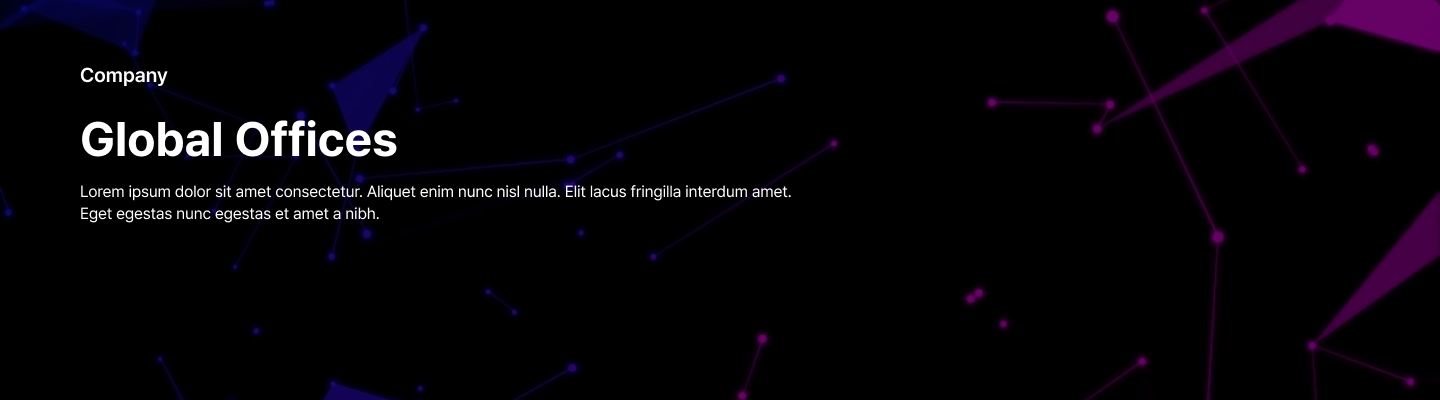 Company
Global Offices
Lorem ipsum dolor sit amet consectetur. Aliquet enim nunc nisl nulla. Elit lacus fringilla interdum amet.
Eget egestas nunc egestas et amet a nibh.